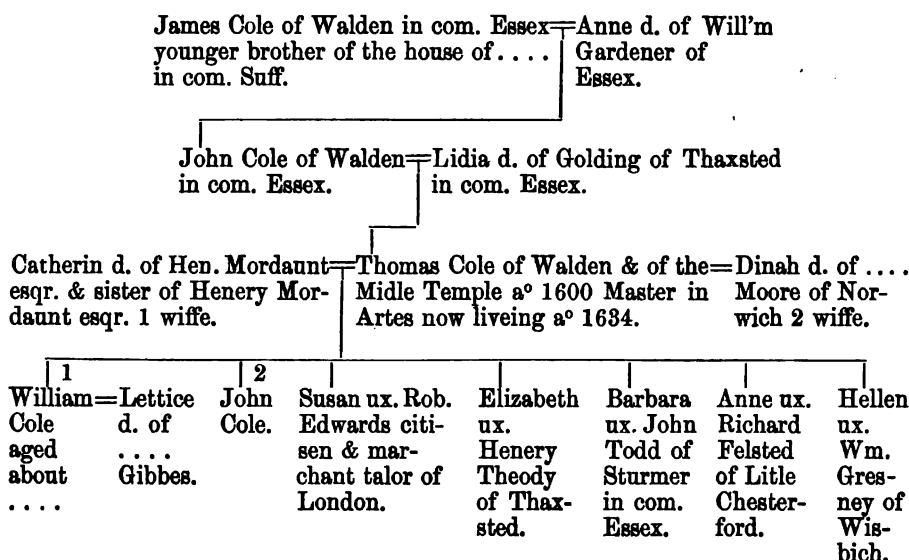 James Cole of Walden in com. Essex=Anne d. of Will'm
younger brother of the house of....
in com. Suff.
Gardener of
Essex.
John Cole of Walden=Lidia d. of Golding of Thaxsted
in com. Essex.
in com. Essex.
Catherin d. of Hen. Mordaunt=Thomas Cole of Walden & of the=Dinah d. of ....
esqr. & sister of Henery Mor-
daunt esqr. 1 wiffe.
Midle Temple aº 1600 Master in
Artes now liveing aº 1634.
Moore of Nor-
wich 2 wiffe.
1
William=Lettice
Cole
aged
about
....
d. of
....
Gibbes.
2
John
Cole.
Susan ux. Rob.
Edwards citi-
sen & mar-
chant talor of
London.
Elizabeth
ux.
Henery
Theody
of Thax-
sted.
Barbara
ux. John
Todd of
Sturmer
in com.
Essex.
Anne ux.
Richard
Felsted
of Litle
Chester-
ford.
Hellen
ux.
Wm.
Gres-
ney of
Wis-
bich.